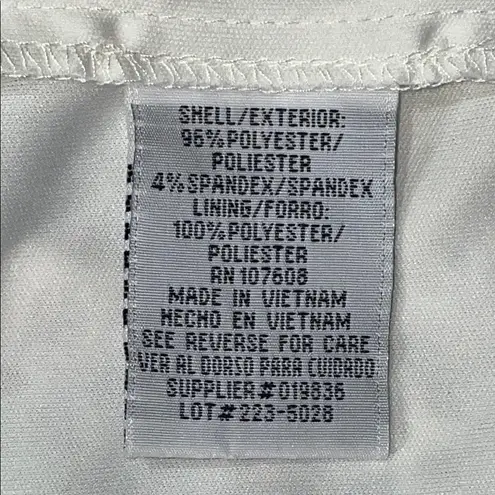 SHELL/EXTERIOR:
96%POLYESTER/
POLIESTER
4%SPANDEX/SPANDEX
LINING/FORRO:
100%POLYESTER/
POLIESTER
RN 107608
MADE IN VIETNAM
HECHO EN VIETNAM
SEE REVERSE FOR CARE
VER AL DORSO PARA CUIDADO
SUPPLIER#019836
LOT#223-5028